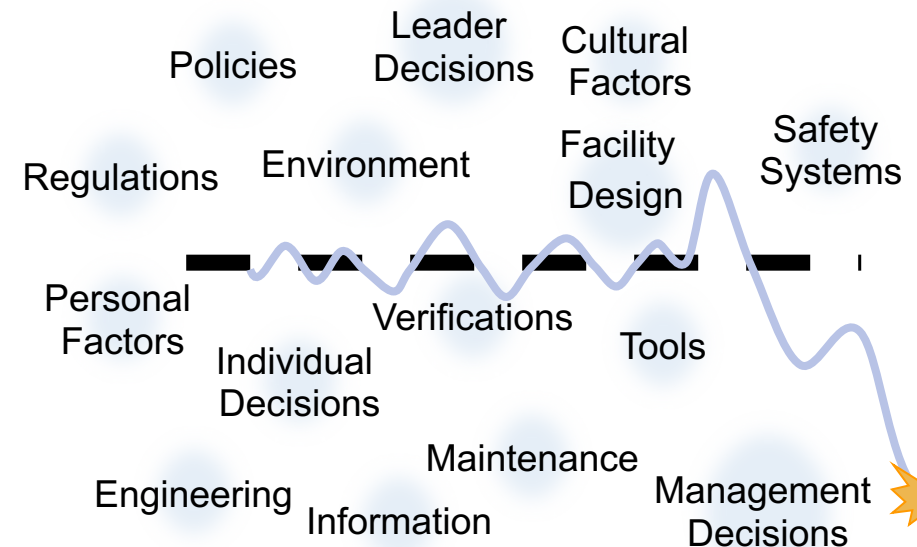 Leader
Decisions
Cultural
Factors
Policies
Facility
Design
Safety
Systems
Environment
Regulations
Personal
Factors
Verifications
Tools
Individual
Decisions
Maintenance
Engineering
Information
Management
Decisions